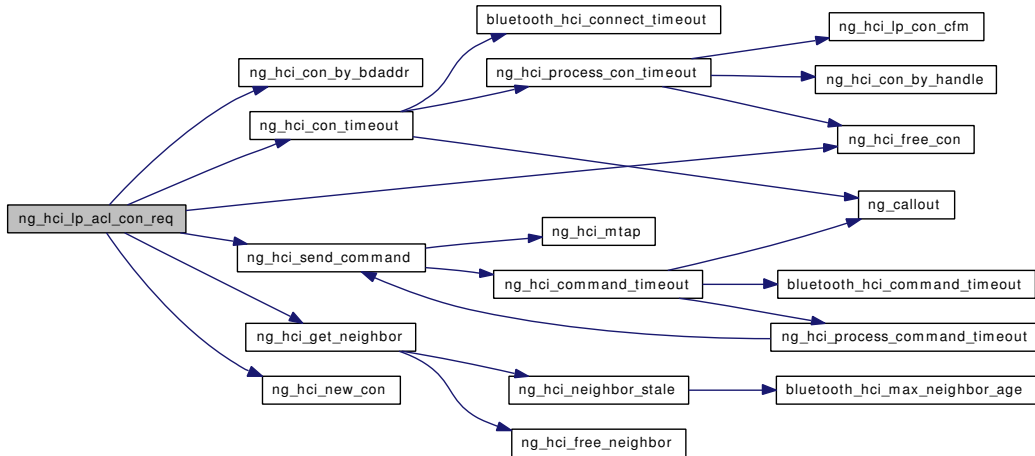 bluetooth_hci_connect_timeout
ng_hci_lp_con_cfm
ng_hci_con_by_bdaddr
ng_hci_process_con_timeout
ng_hci_con_by_handle
ng_hci_con_timeout
ng_hci_free_con
ng_hci_lp_acl_con_req
ng_callout
ng_hci_mtap
ng_hci_send_command
ng_hci_command_timeout
bluetooth_hci_command_timeout
ng_hci_get_neighbor
ng_hci_process_command_timeout
ng_hci_new_con
ng_hci_neighbor_stale
bluetooth_hci_max_neighbor_age
ng_hci_free_neighbor